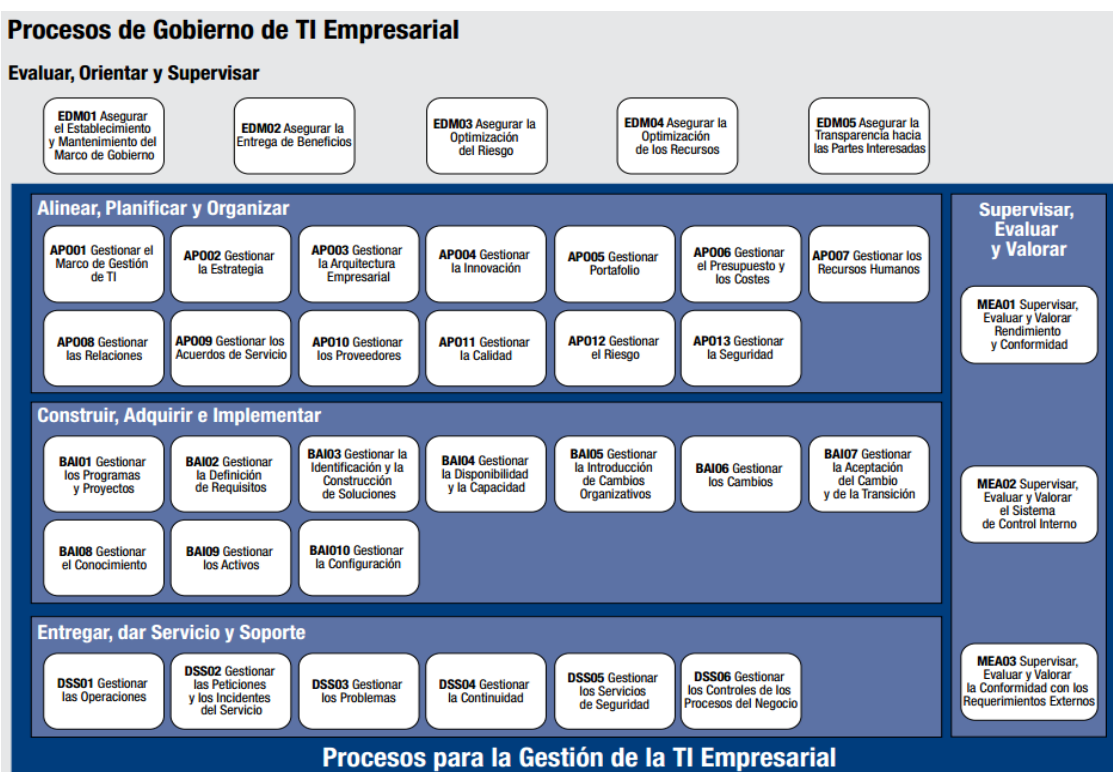 Procesos de Gobierno de TI Empresarial
Evaluar, Orientar y Supervisar
EDM01 Asegurar
el Establecimiento
y Mantenimiento del
Marco de Gobierno
EDM02 Asegurar la
Entrega de Beneficios
EDM03 Asegurar la
Optimización
del Riesgo
EDM04 Asegurar la
Optimización
de los Recursos
EDM05 Asegurar la
Transparencia hacia
las Partes Interesadas
Alinear, Planificar y Organizar
APO01 Gestionar el
Marco de Gestión
de TI
APO02 Gestionar
la Estrategia
APO03 Gestionar
la Arquitectura
Empresarial
APO04 Gestionar
la Innovación
APO05 Gestionar
Portafolio
APO06 Gestionar
el Presupuesto y
los Costes
APO07 Gestionar los
Recursos Humanos
APO08 Gestionar
las Relaciones
APO09 Gestionar los
Acuerdos de Servicio
APO10 Gestionar
los Proveedores
APO11 Gestionar
la Calidad
APO12 Gestionar
el Riesgo
APO13 Gestionar
la Seguridad
Construir, Adquirir e Implementar
BAI01 Gestionar
los Programas
y Proyectos
BAI02 Gestionar
la Definición
de Requisitos
BAI03 Gestionar la
Identificación y la
Construcción
de Soluciones
BAI04 Gestionar
la Disponibilidad
y la Capacidad
BAI05 Gestionar
la Introducción
de Cambios
Organizativos
BAI06 Gestionar
los Cambios
BAI07 Gestionar
la Aceptación
del Cambio
y de la Transición
BAI08 Gestionar
el Conocimiento
BAI09 Gestionar
los Activos
BAI010 Gestionar
la Configuración
Entregar, dar Servicio y Soporte
DSS01 Gestionar
las Operaciones
DSS02 Gestionar
las Peticiones
y los Incidentes
del Servicio
DSS03 Gestionar
los Problemas
DSS04 Gestionar
la Continuidad
DSS05 Gestionar
los Servicios
de Seguridad
DSS06 Gestionar
los Controles de los
Procesos del Negocio
Supervisar,
Evaluar
y Valorar
MEA01 Supervisar,
Evaluar y Valorar
Rendimiento
y Conformidad
MEA02 Supervisar,
Evaluar y Valorar
el Sistema
de Control Interno
MEA03 Supervisar,
Evaluar y Valorar
la Conformidad con los
Requerimientos Externos
Procesos para la Gestión de la TI Empresarial